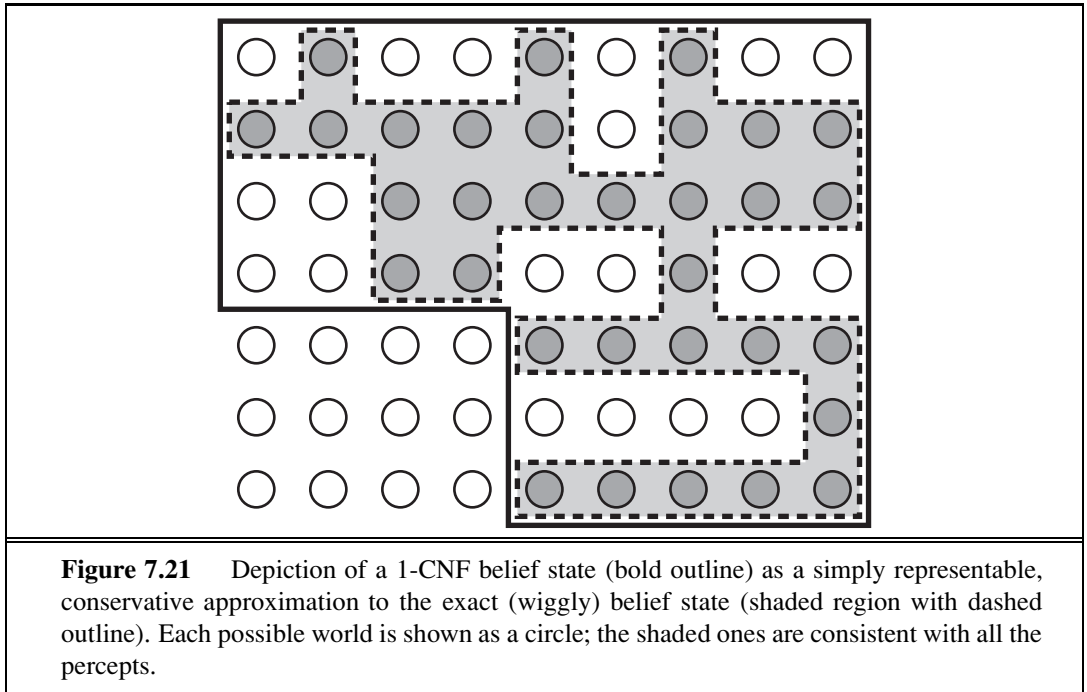 Figure 7.21 Depiction of a 1-CNF belief state (bold outline) as a simply representable,
conservative approximation to the exact (wiggly) belief state (shaded region with dashed
outline). Each possible world is shown as a circle; the shaded ones are consistent with all the
percepts.